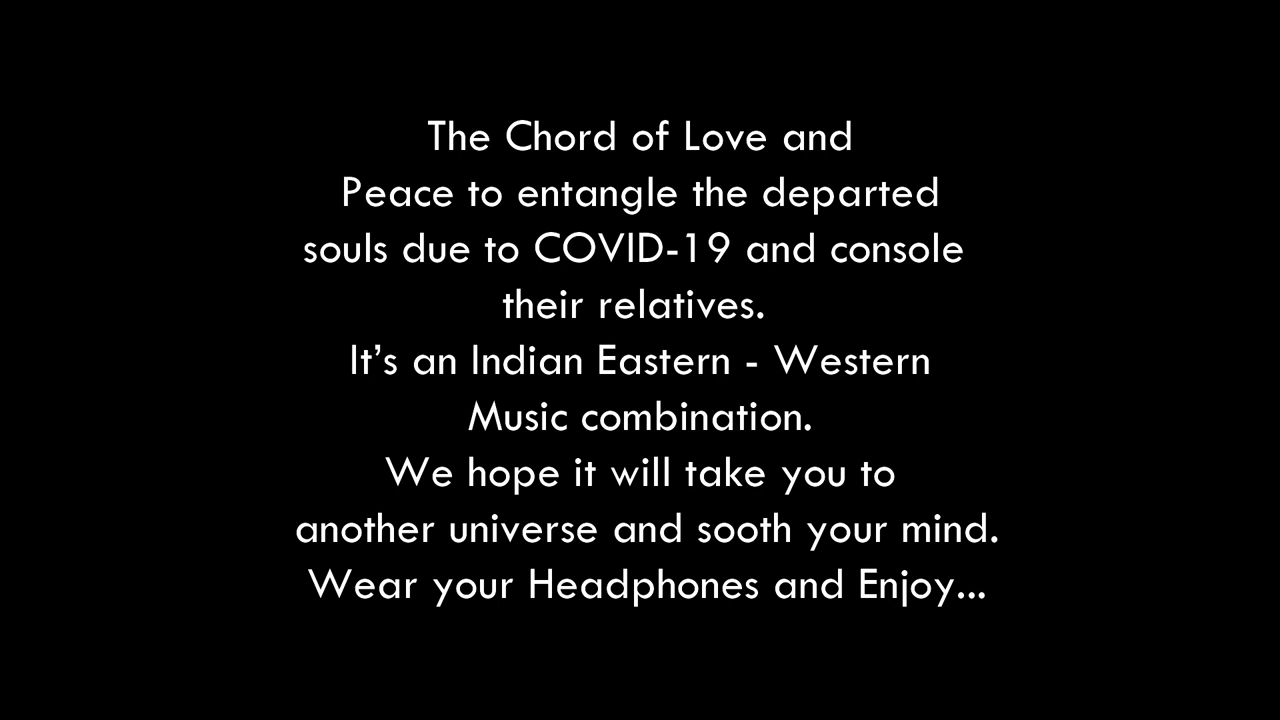 The Chord of Love and
Peace to entangle the departed
souls due to COVID-19 and console
their relatives.
It’s an Indian Eastern - Western
Music combination.
We hope it will take you to
another universe and sooth your mind.
Wear your Headphones and Enjoy...